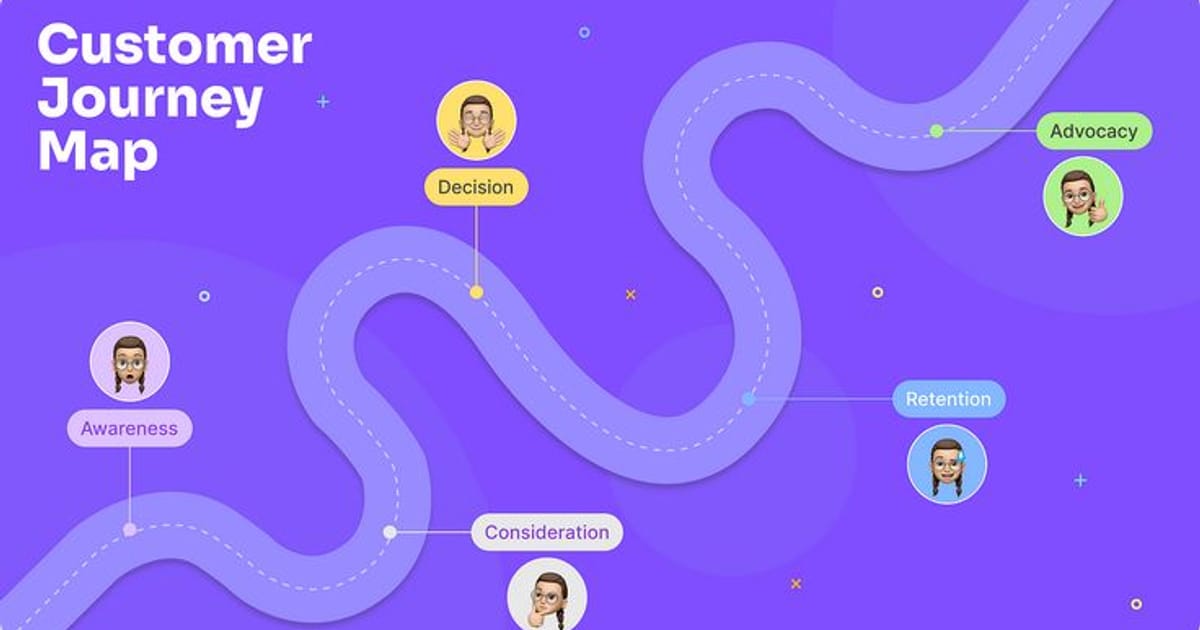 Customer
Journey
Map
Decision
Advocacy
Awareness
Retention
Consideration